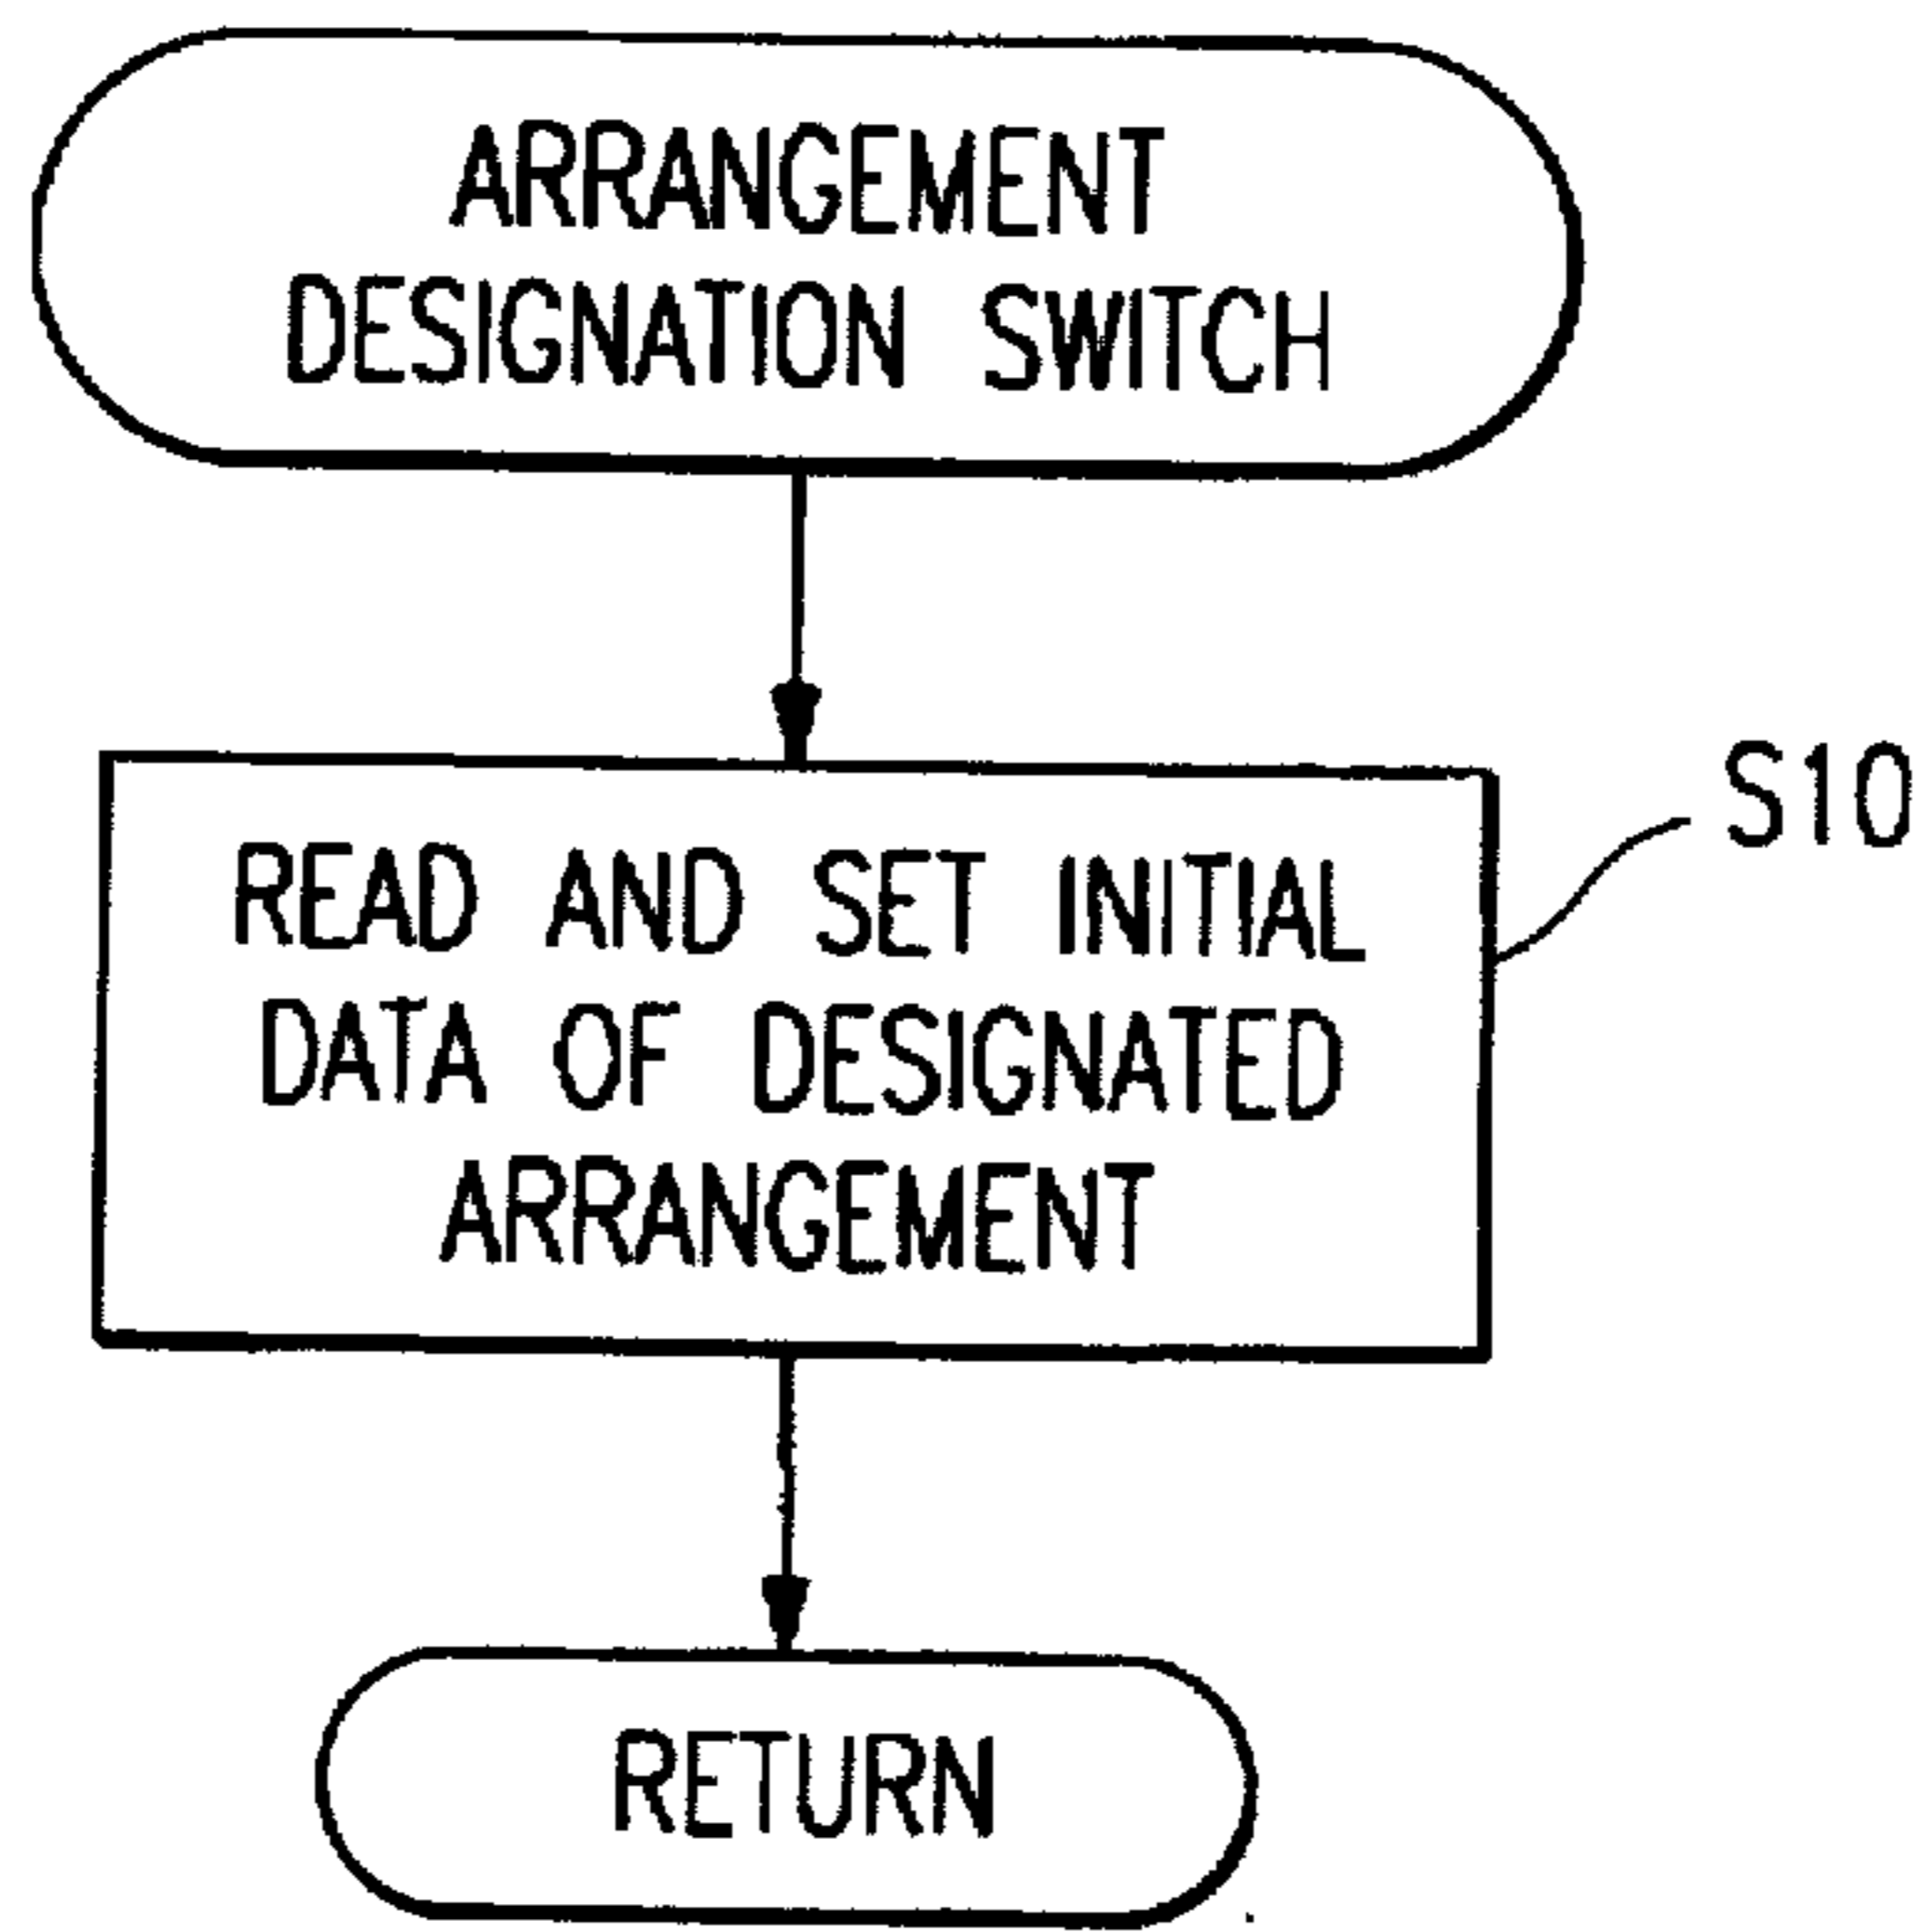 ARRANGEMENT
DESIGNATION SWITCH
S10
READ AND SET INITIAL
DATA OF DESIGNATED
ARRANGEMENT
RETURN